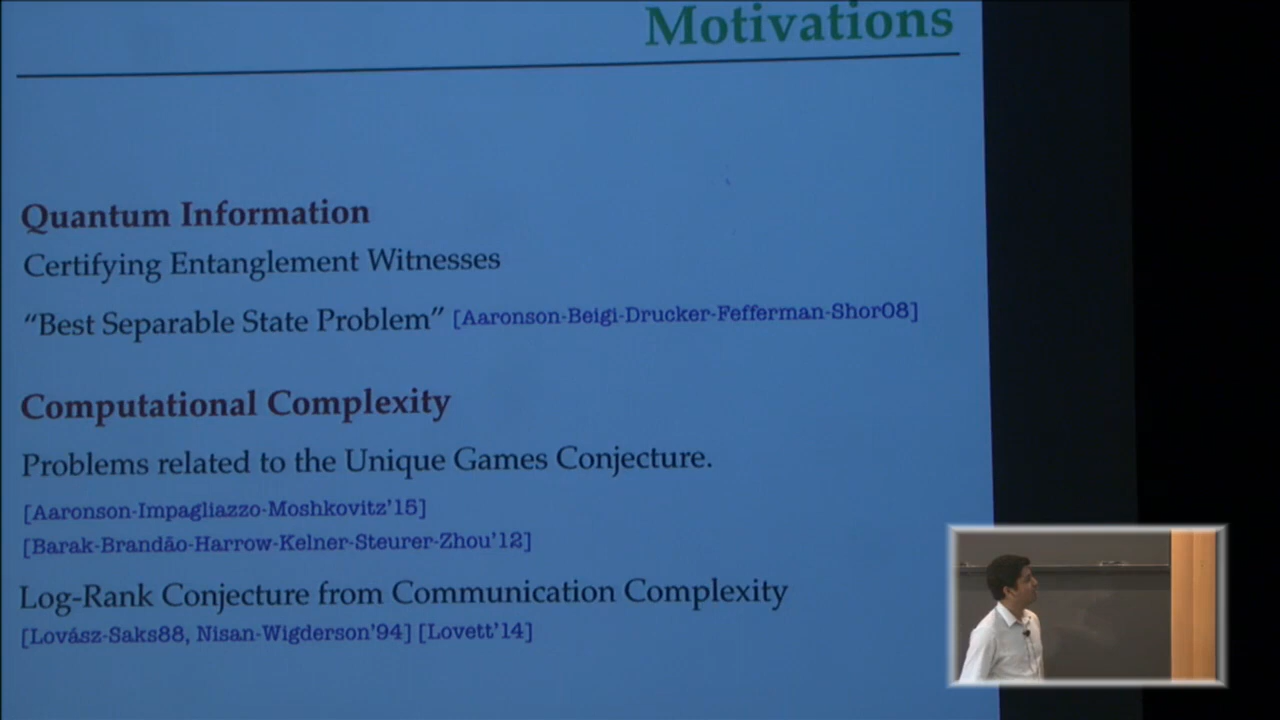 Motivations
Quantum Information
Certifying Entanglement Witnesses
“Best Separable State Problem” [Aaronson-Beigi-Drucker-Fefferman-Shor08]
Computational Complexity
Problems related to the Unique Games Conjecture.
[Aaronson-Impagliazzo-Moshkovitz’15]
[Barak-Brandão-Harrow-Kelner-Steurer-Zhou’12]
Log-Rank Conjecture from Communication Complexity
[Lovász-Saks88, Nisan-Wigderson’94] [Lovett’14]